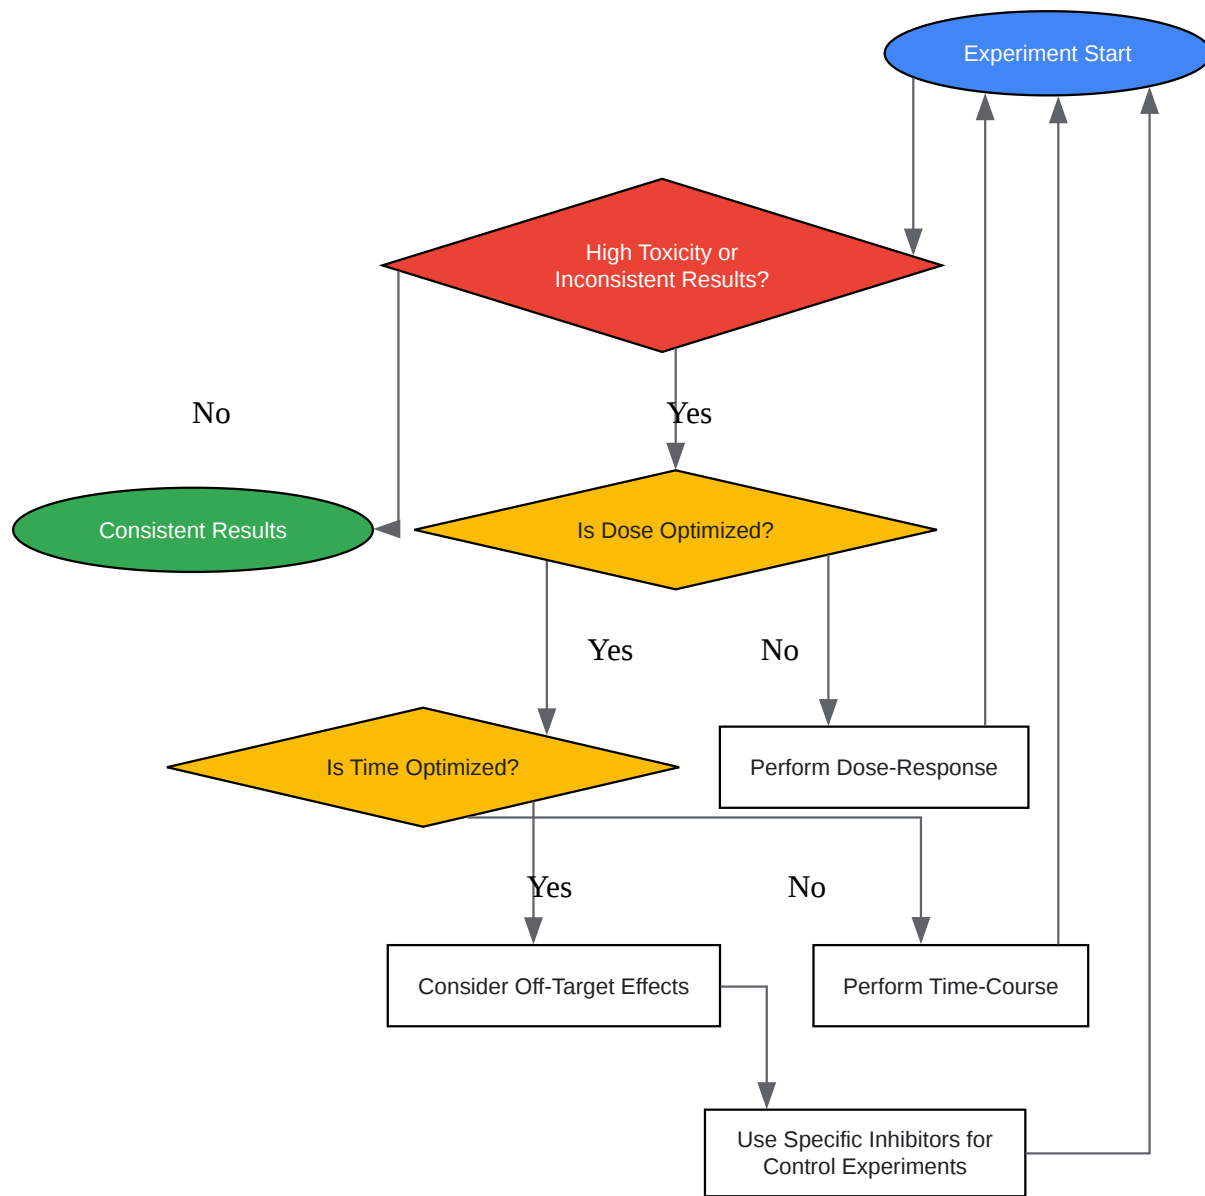 Experiment Start
High Toxicity or
Inconsistent Results?
No
Yes
Consistent Results
Is Dose Optimized?
Yes
No
Is Time Optimized?
Perform Dose-Response
Yes
No
Consider Off-Target Effects
Perform Time-Course
Use Specific Inhibitors for
Control Experiments